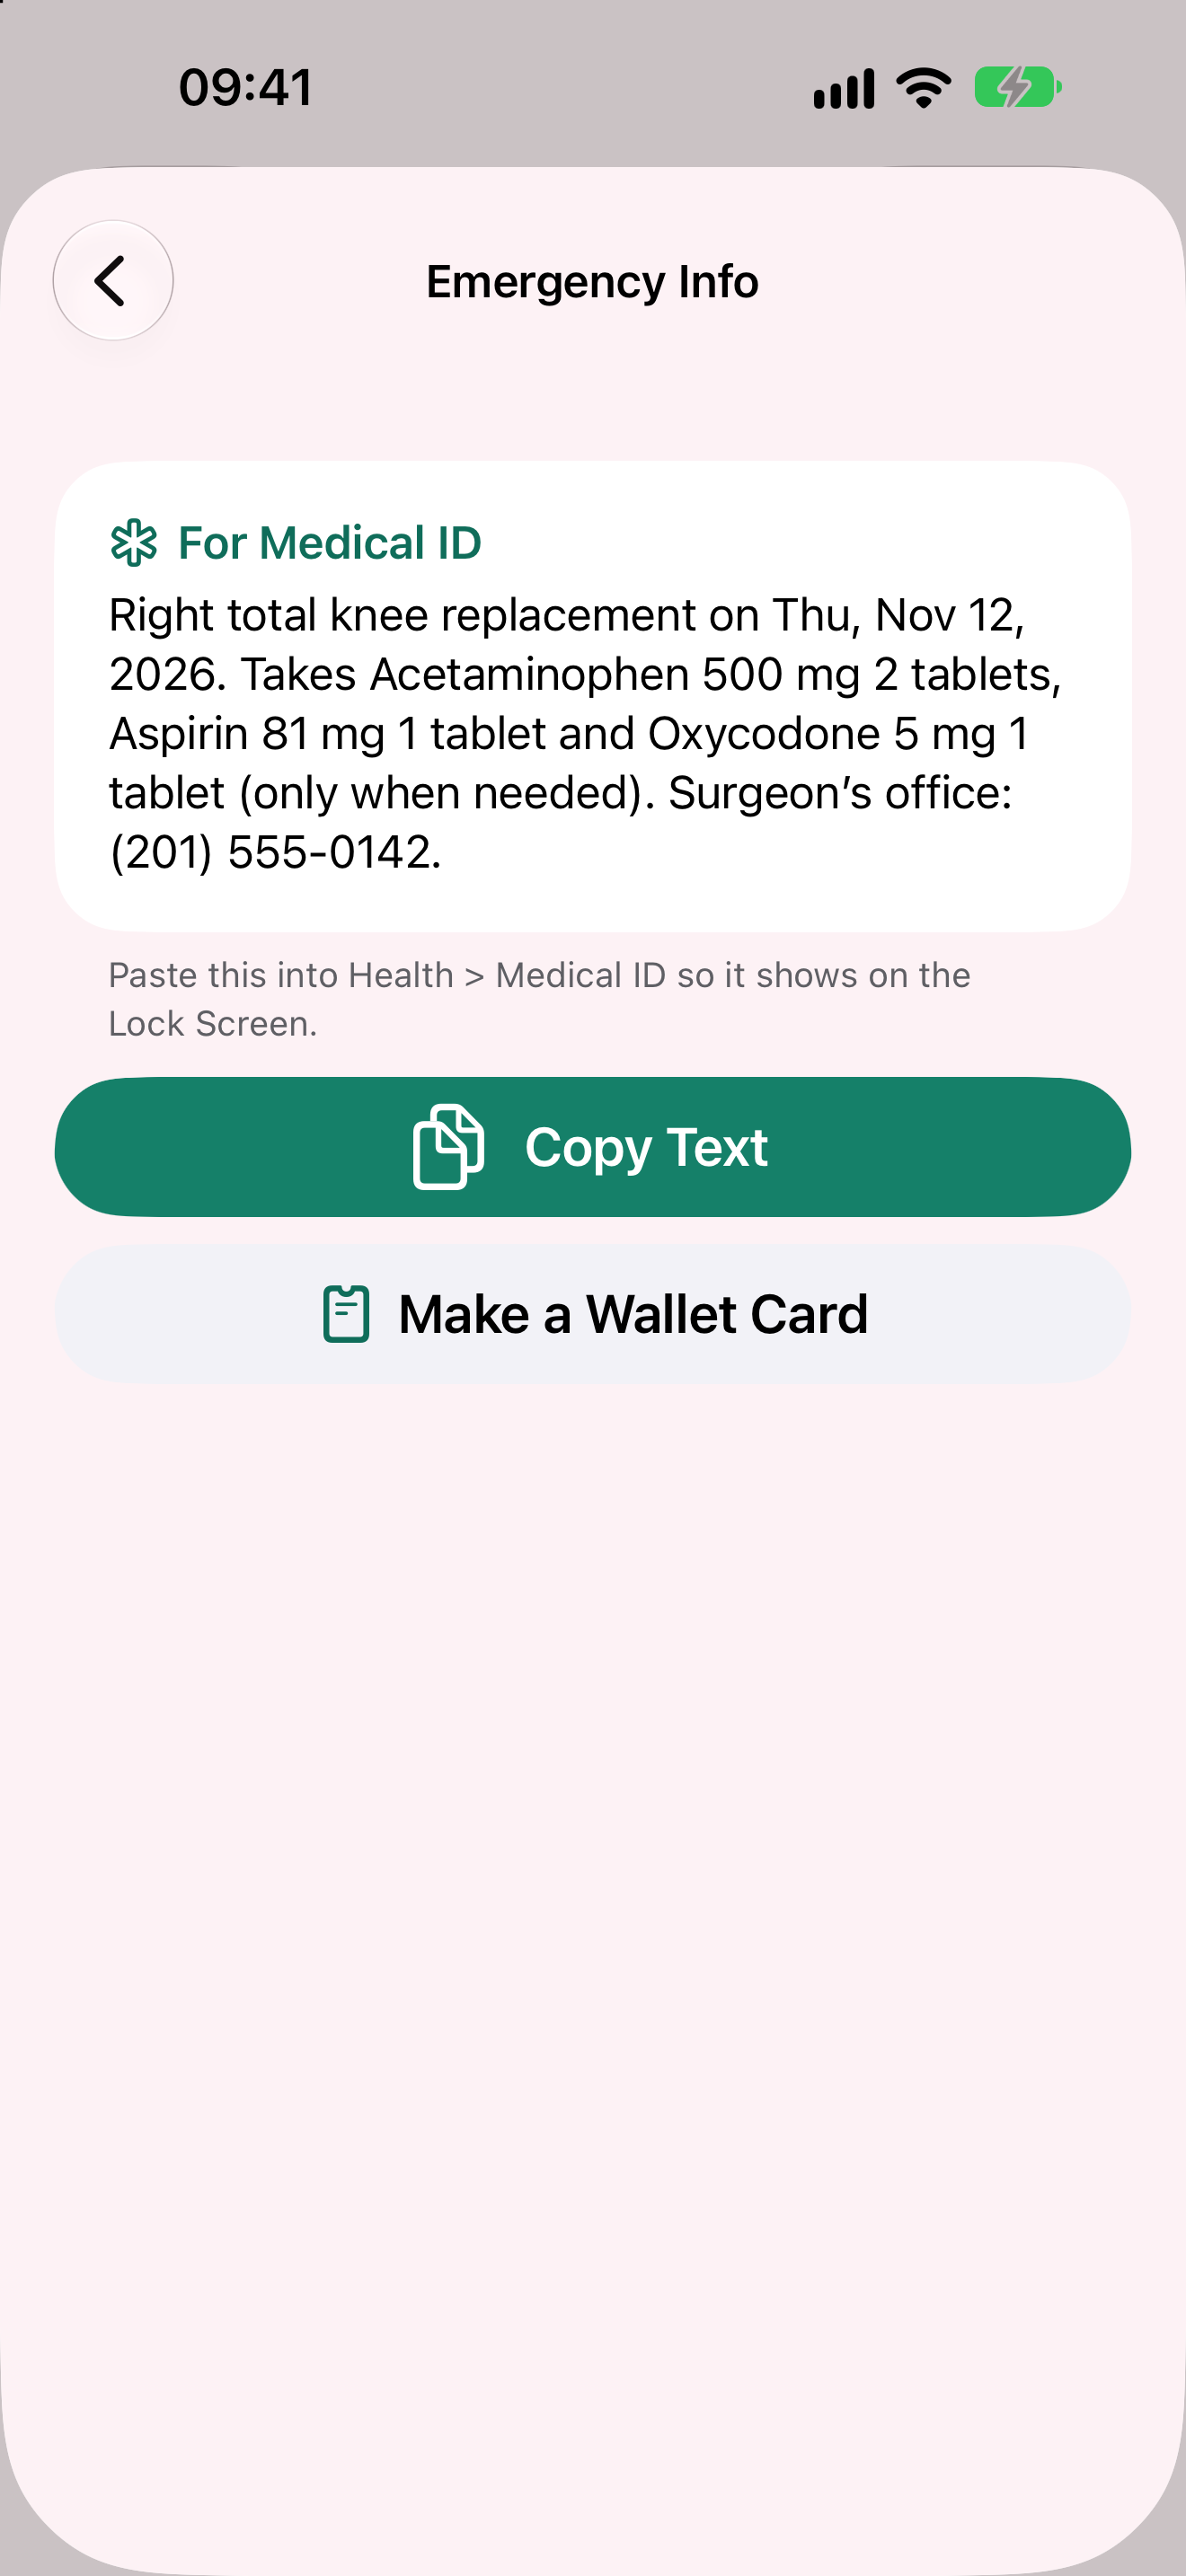 09:41
Emergency Info
For Medical ID
Right total knee replacement on Thu, Nov 12,
2026. Takes Acetaminophen 500 mg 2 tablets,
Aspirin 81 mg 1 tablet and Oxycodone 5 mg 1
tablet (only when needed). Surgeon’s office:
(201) 555-0142.
Paste this into Health > Medical ID so it shows on the
Lock Screen.
Copy Text
Make a Wallet Card